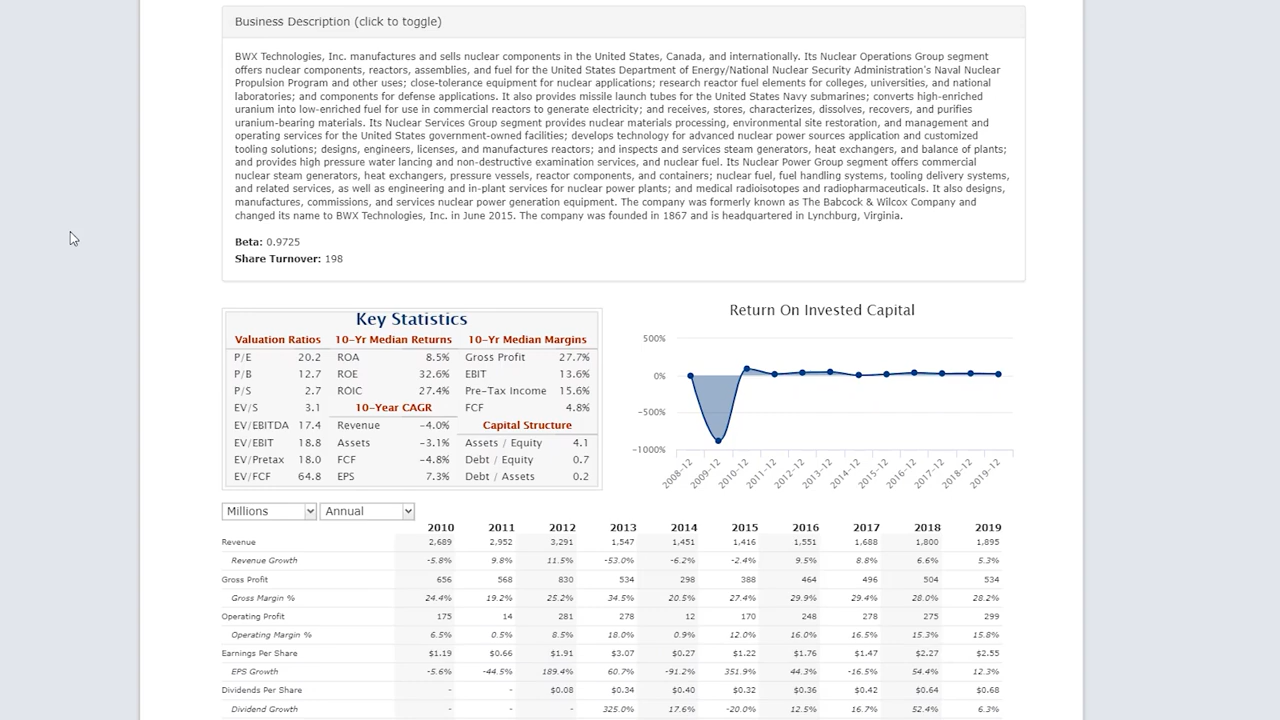 Business Description (click to toggle)
BWX Technologies, Inc. manufactures and sells nuclear components in the United States, Canada, and internationally. Its Nuclear Operations Group segment
offers nuclear components, reactors, assemblies, and fuel for the United States Department of Energy/National Nuclear Security Administration's Naval Nuclear
Propulsion Program and other uses; close-tolerance equipment for nuclear applications; research reactor fuel elements for colleges, universities, and national
laboratories; and components for defense applications. It also provides missile launch tubes for the United States Navy submarines; converts high-enriched
uranium into low-enriched fuel for use in commercial reactors to generate electricity; and receives, stores, characterizes, dissolves, recovers, and purifies
uranium-bearing materials. Its Nuclear Services Group segment provides nuclear materials processing, environmental site restoration, and management and
operating services for the United States government-owned facilities; develops technology for advanced nuclear power sources application and customized
tooling solutions; designs, engineers, licenses, and manufactures reactors; and inspects and services steam generators, heat exchangers, and balance of plants;
and provides high pressure water lancing and non-destructive examination services, and nuclear fuel. Its Nuclear Power Group segment offers commercial
nuclear steam generators, heat exchangers, pressure vessels, reactor components, and containers; nuclear fuel, fuel handling systems, tooling delivery systems,
and related services, as well as engineering and in-plant services for nuclear power plants; and medical radioisotopes and radiopharmaceuticals. It also designs,
manufactures, commissions, and services nuclear power generation equipment. The company was formerly known as The Babcock & Wilcox Company and
changed its name to BWX Technologies, Inc. in June 2015. The company was founded in 1867 and is headquartered in Lynchburg, Virginia.
Beta: 0.9725
Share Turnover: 198
Key Statistics
Valuation Ratios 10-Yr Median Returns 10-Yr Median Margins
P/E 20.2 ROA 8.5% Gross Profit 27.7%
P/B 12.7 ROE 32.6% EBIT 13.6%
P/S 2.7 ROIC 27.4% Pre-Tax Income 15.6%
EV/S 3.1 10-Year CAGR FCF 4.8%
EV/EBITDA 17.4 Revenue -4.0% Capital Structure
EV/EBIT 18.8 Assets -3.1% Assets / Equity 4.1
EV/Pretax 18.0 FCF -4.8% Debt / Equity 0.7
EV/FCF 64.8 EPS 7.3% Debt / Assets 0.2
Return On Invested Capital
500%
0%
-500%
-1000%
2008-12 2009-12 2010-12 2011-12 2012-12 2013-12 2014-12 2015-12 2016-12 2017-12 2018-12 2019-12
Millions Annual
2010 2011 2012 2013 2014 2015 2016 2017 2018 2019
Revenue 2,689 2,952 3,291 1,547 1,451 1,416 1,551 1,688 1,800 1,895
Revenue Growth -5.8% 9.8% 11.5% -53.0% -6.2% -2.4% 9.5% 8.8% 6.6% 5.3%
Gross Profit 656 568 830 534 298 388 464 496 504 534
Gross Margin % 24.4% 19.2% 25.2% 34.5% 20.5% 27.4% 29.9% 29.4% 28.0% 28.2%
Operating Profit 175 14 281 278 12 170 248 278 275 299
Operating Margin % 6.5% 0.5% 8.5% 18.0% 0.9% 12.0% 16.0% 16.5% 15.3% 15.8%
Earnings Per Share $1.19 $0.66 $1.91 $3.07 $0.27 $1.22 $1.76 $1.47 $2.27 $2.55
EPS Growth -5.6% -44.5% 189.4% 60.7% -91.2% 351.9% 44.3% -16.5% 54.4% 12.3%
Dividends Per Share - - $0.08 $0.34 $0.40 $0.32 $0.36 $0.42 $0.64 $0.68
Dividend Growth - - - 325.0% 17.6% -20.0% 12.5% 16.7% 52.4% 6.3%